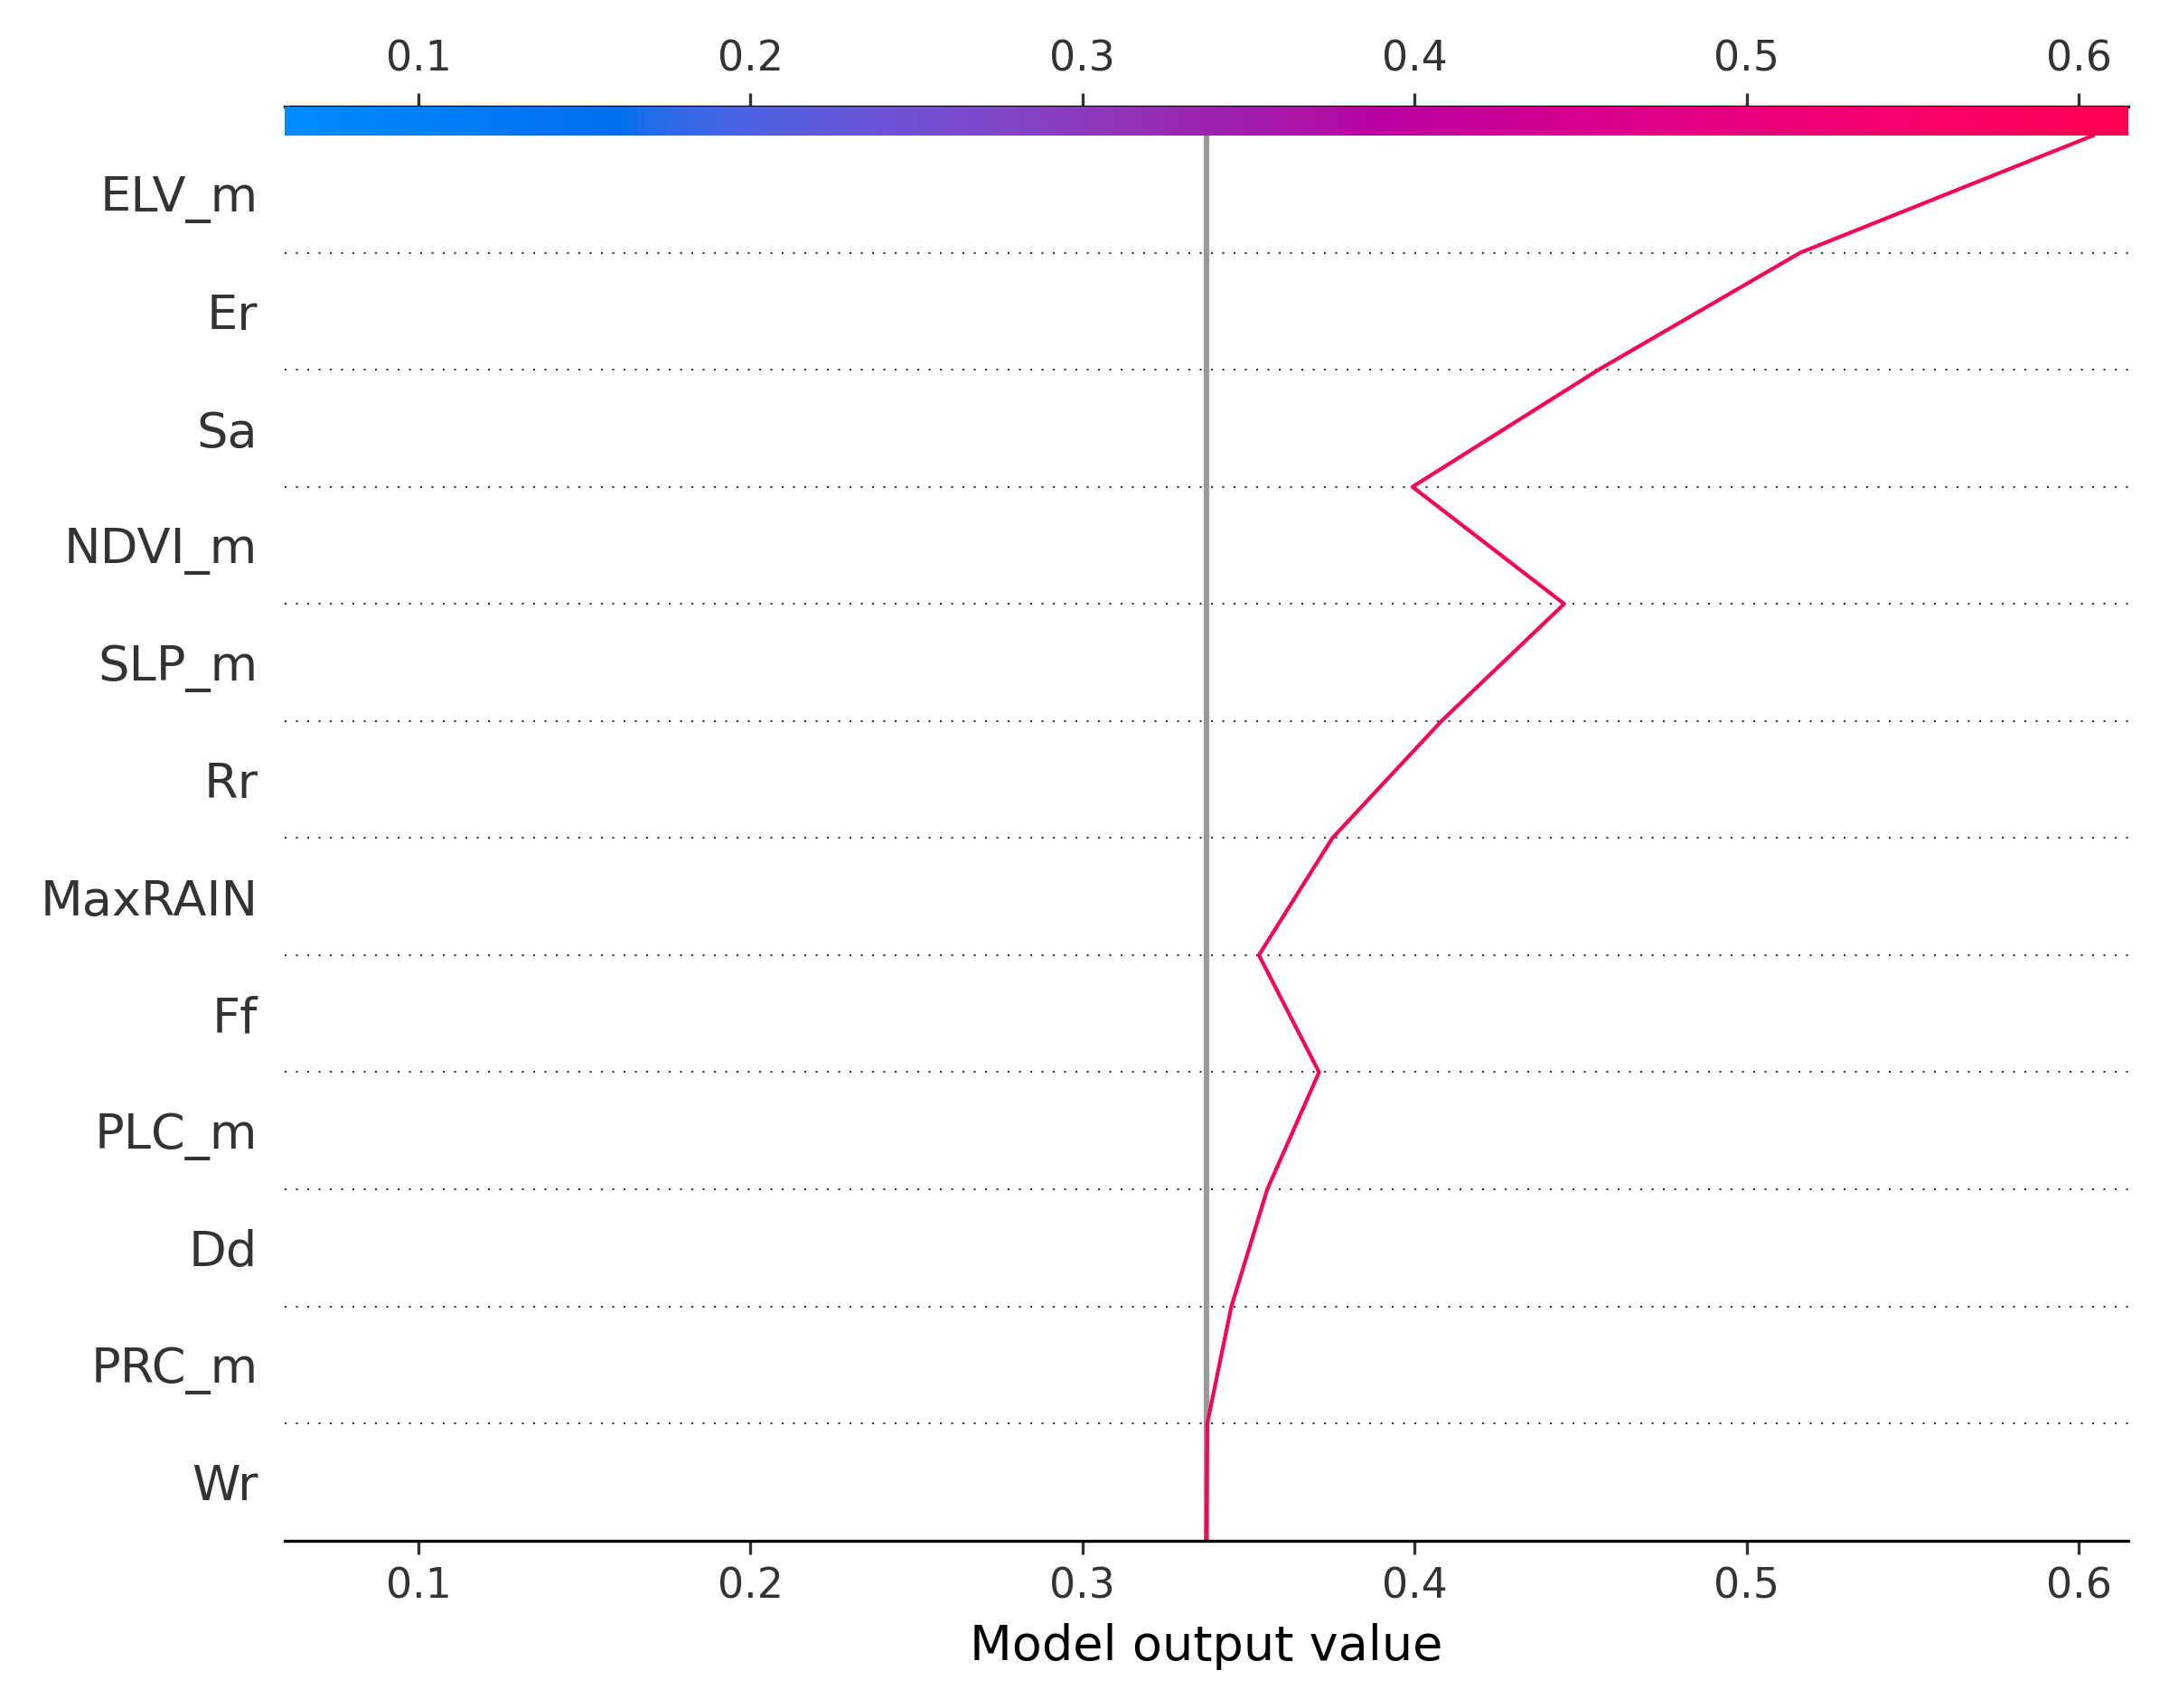 0.1 0.2 0.3 0.4 0.5 0.6
ELV_m
Er
Sa
NDVI_m
SLP_m
Rr
MaxRAIN
Ff
PLC_m
Dd
PRC_m
Wr
0.1 0.2 0.3 0.4 0.5 0.6
Model output value